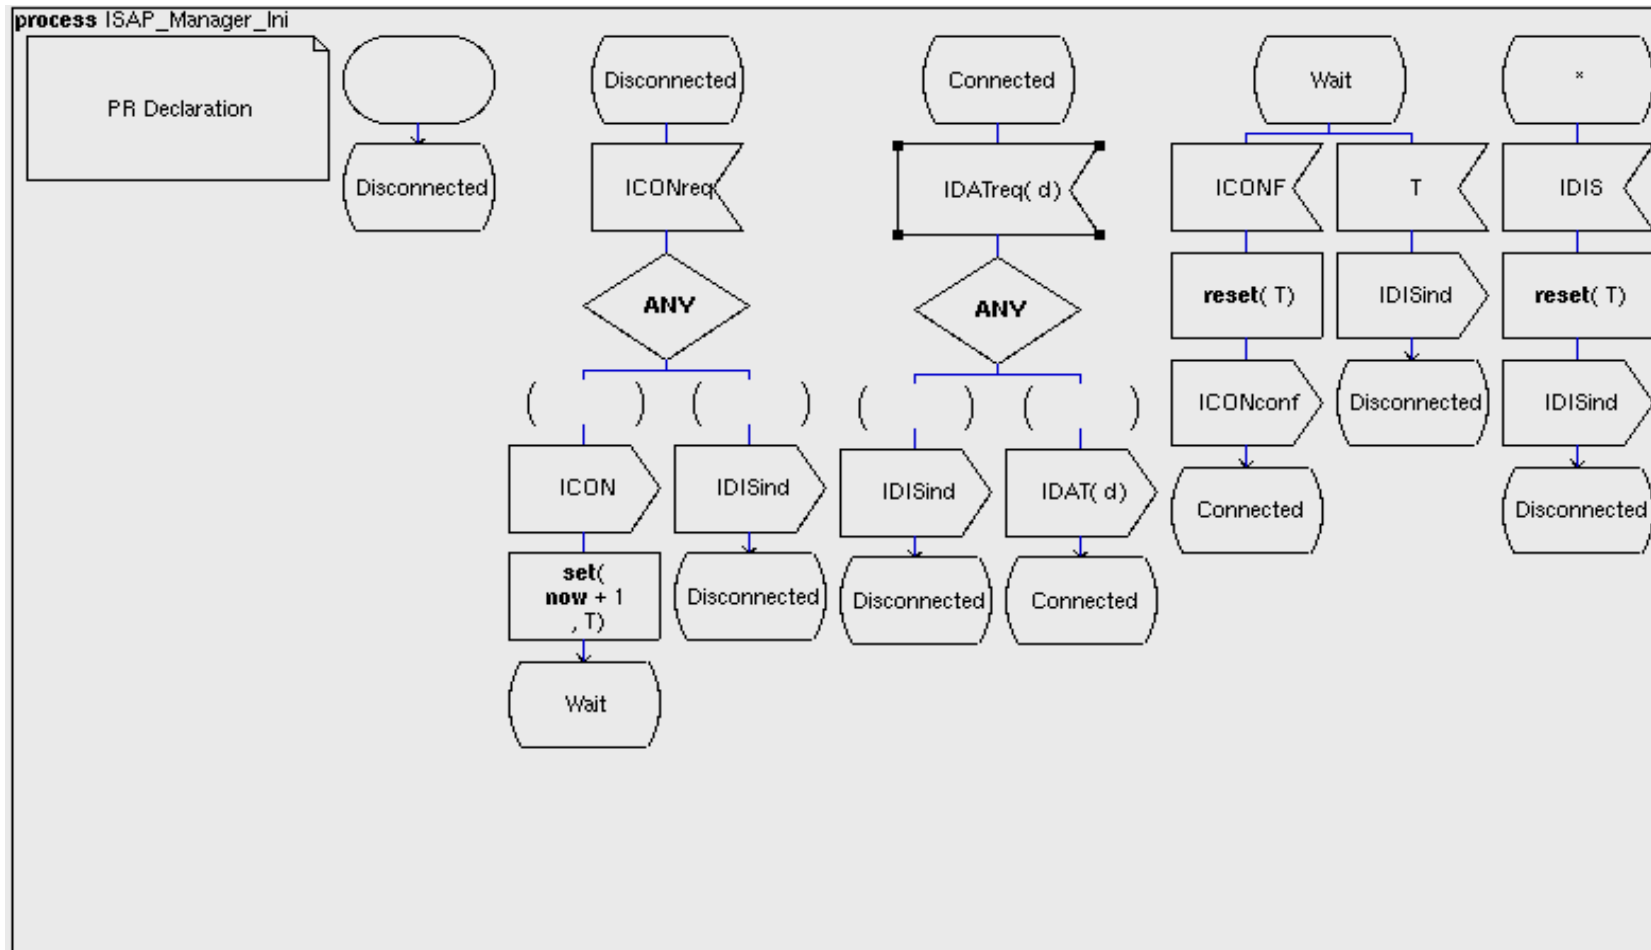 process ISAP_Manager_Ini
PR Declaration
Disconnected
Disconnected
ICONreq
ANY
( )
( )
ICON
set(
now + 1
, T)
Wait
IDISind
Disconnected
Connected
IDATreq( d)
ANY
( )
( )
IDISind
Disconnected
IDAT( d)
Connected
Wait
ICONF
reset( T)
ICONconf
Connected
T
IDISind
Disconnected
*
IDIS
reset( T)
IDISind
Disconnected